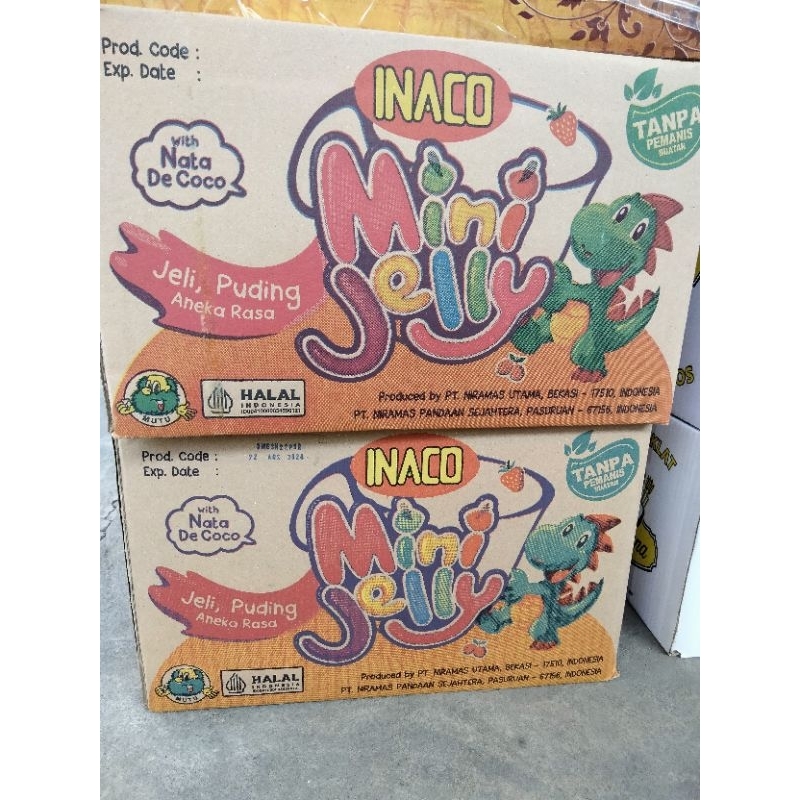 Prod. Code :
Exp. Date :
INACO
TANPA
PEMANIS
BUATAN
with
Nata
De Coco
Mini
Jelly
Jeli, Puding
Aneka Rasa
MUTU
HALAL
INDONESIA
Produced by PT. NIRAMAS UTAMA, BEKASI - 17510, INDONESIA
PT. NIRAMAS PANDAAN SEJAHTERA, PASURUAN - 67156, INDONESIA
Prod. Code :
Exp. Date :
INACO
TANPA
PEMANIS
BUATAN
with
Nata
De Coco
Mini
Jelly
Jeli, Puding
Aneka Rasa
MUTU
HALAL
INDONESIA
Produced by PT. NIRAMAS UTAMA, BEKASI - 17510, INDONESIA
PT. NIRAMAS PANDAAN SEJAHTERA, PASURUAN - 67156, INDONESIA